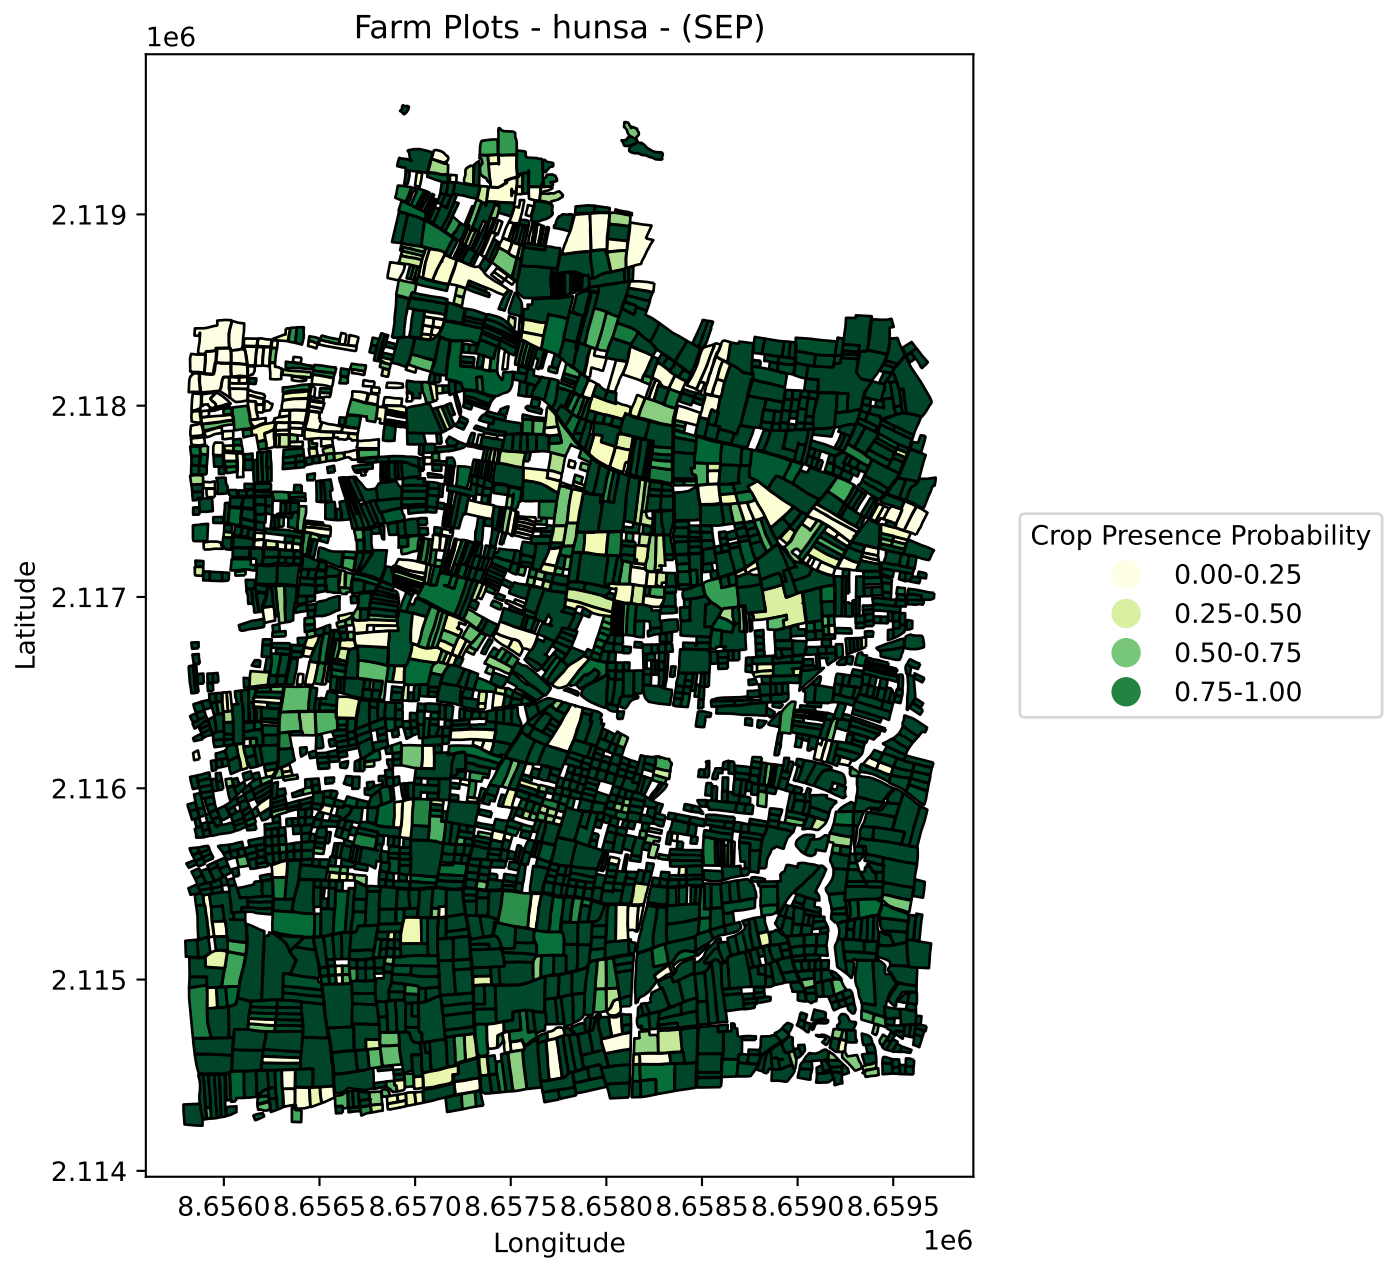 Farm Plots - hunsa - (SEP)
1e6
2.119
2.118
2.117
2.116
2.115
2.114
Latitude
8.6560 8.6565 8.6570 8.6575 8.6580 8.6585 8.6590 8.6595
Longitude
1e6
Crop Presence Probability
0.00-0.25
0.25-0.50
0.50-0.75
0.75-1.00